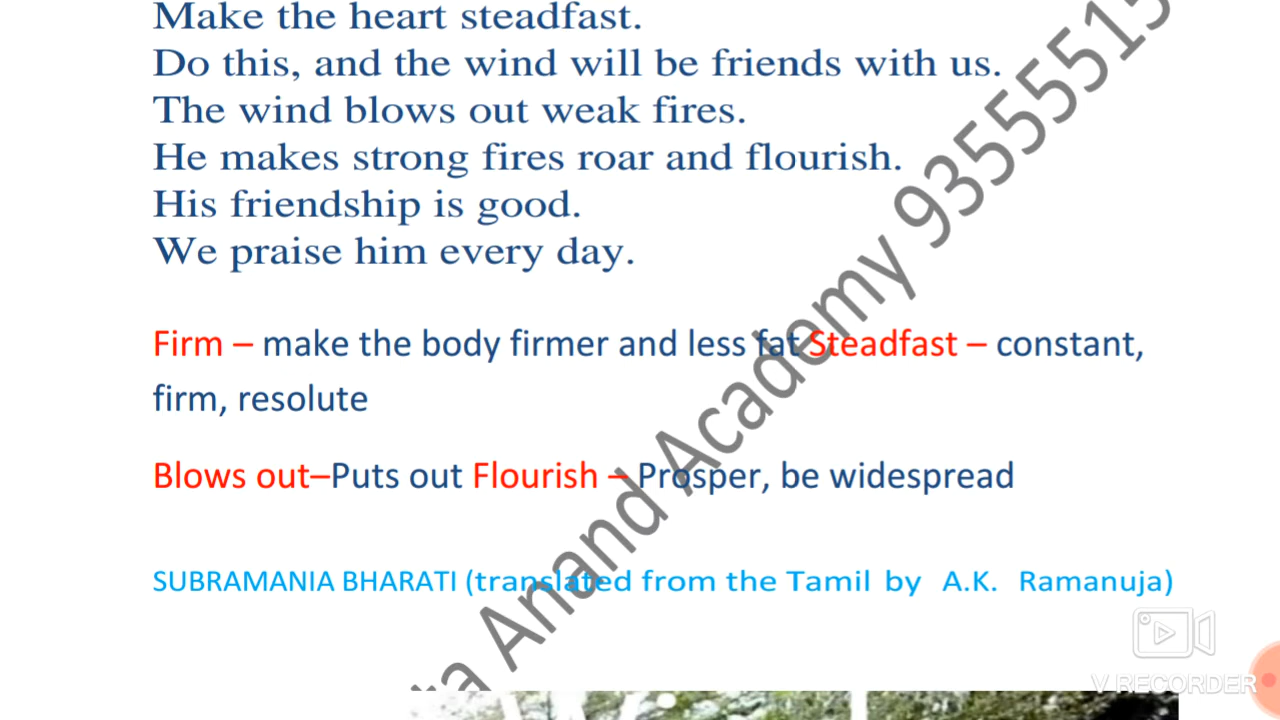 Make the heart steadfast.
Do this, and the wind will be friends with us.
The wind blows out weak fires.
He makes strong fires roar and flourish.
His friendship is good.
We praise him every day.
Firm – make the body firmer and less fat Steadfast – constant,
firm, resolute
Blows out–Puts out Flourish – Prosper, be widespread
SUBRAMANIA BHARATI (translated from the Tamil by A.K. Ramanuja)
Anand Academy 93555515
V RECORDER